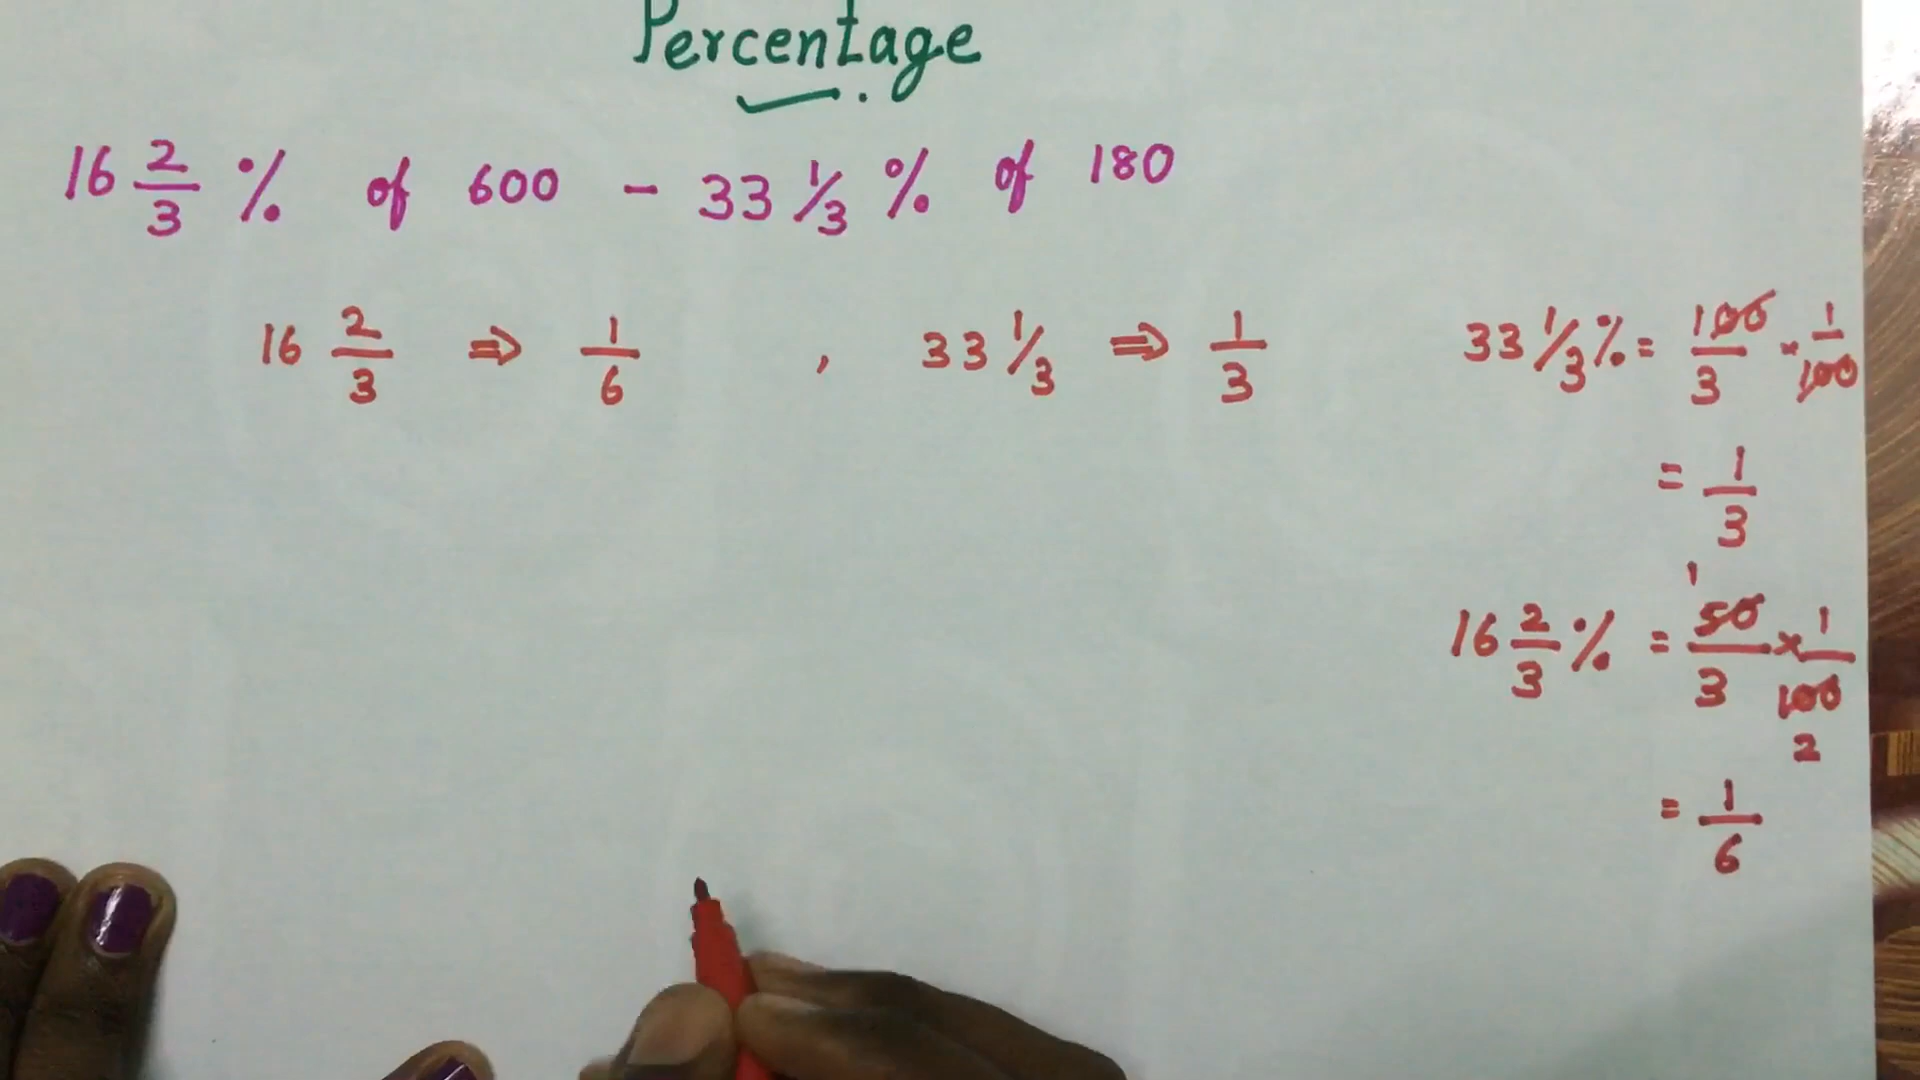 Percentage
16 2/3 % of 600 - 33 1/3 % of 180
16 2/3 ⇒ 1/6 , 33 1/3 ⇒ 1/3
33 1/3 % = 100/3 × 1/100
= 1/3
16 2/3 % = 50/3 × 1/100
1
2
= 1/6